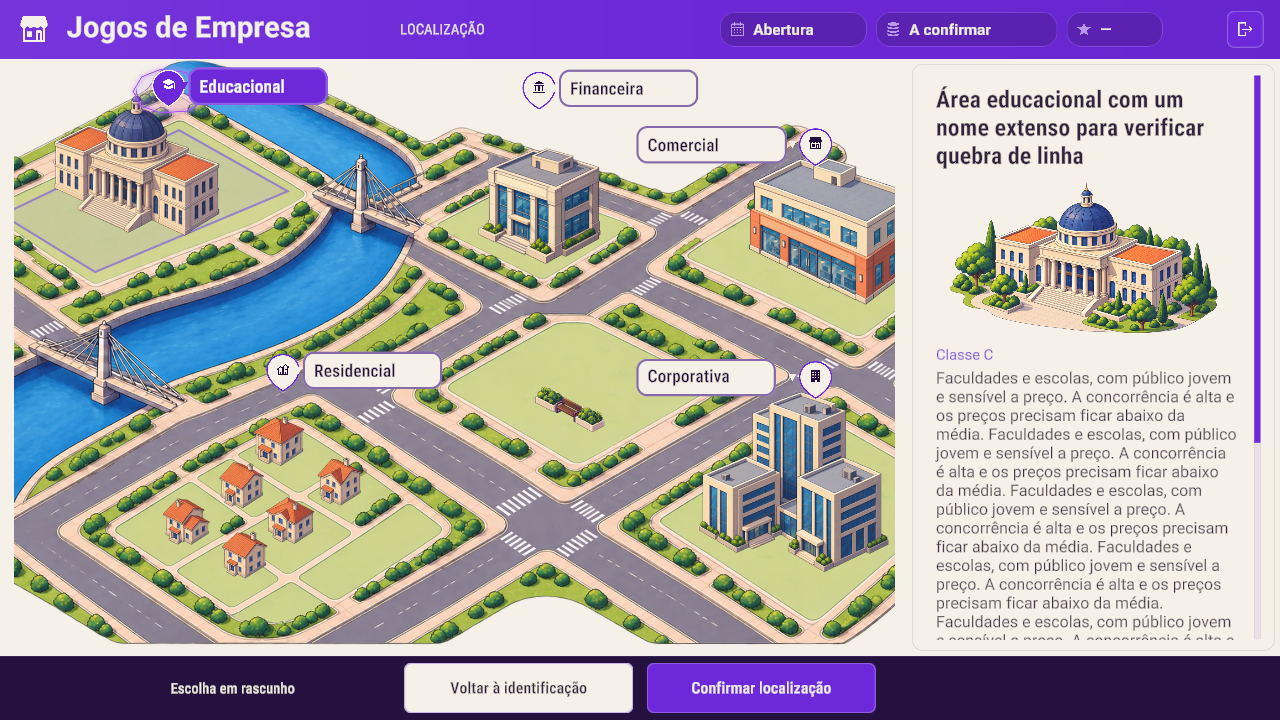 Jogos de Empresa
LOCALIZAÇÃO
Abertura
A confirmar
–
Educacional
Financeira
Comercial
Residencial
Corporativa
Área educacional com um
nome extenso para verificar
quebra de linha
Classe C
Faculdades e escolas, com público jovem
e sensível a preço. A concorrência é alta e
os preços precisam ficar abaixo da
média. Faculdades e escolas, com público
jovem e sensível a preço. A concorrência
é alta e os preços precisam ficar abaixo
da média. Faculdades e escolas, com
público jovem e sensível a preço. A
concorrência é alta e os preços precisam
ficar abaixo da média. Faculdades e
escolas, com público jovem e sensível a
preço. A concorrência é alta e os preços
precisam ficar abaixo da média.
Faculdades e escolas, com público jovem
e sensível a preço. A concorrência é alta e
Escolha em rascunho
Voltar à identificação
Confirmar localização